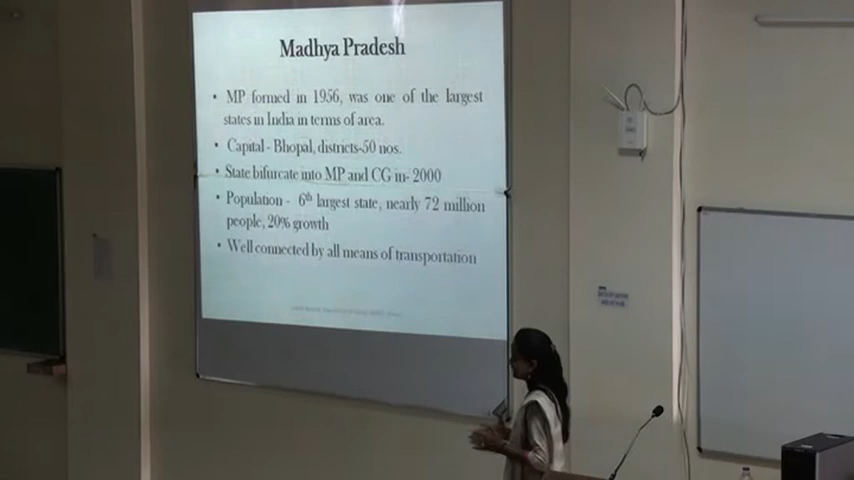 Madhya Pradesh
• MP formed in 1956, was one of the largest
states in India in terms of area.
• Capital - Bhopal, districts-50 nos.
• State bifurcate into MP and CG in- 2000
• Population - 6th largest state, nearly 72 million
people, 20% growth
• Well connected by all means of transportation